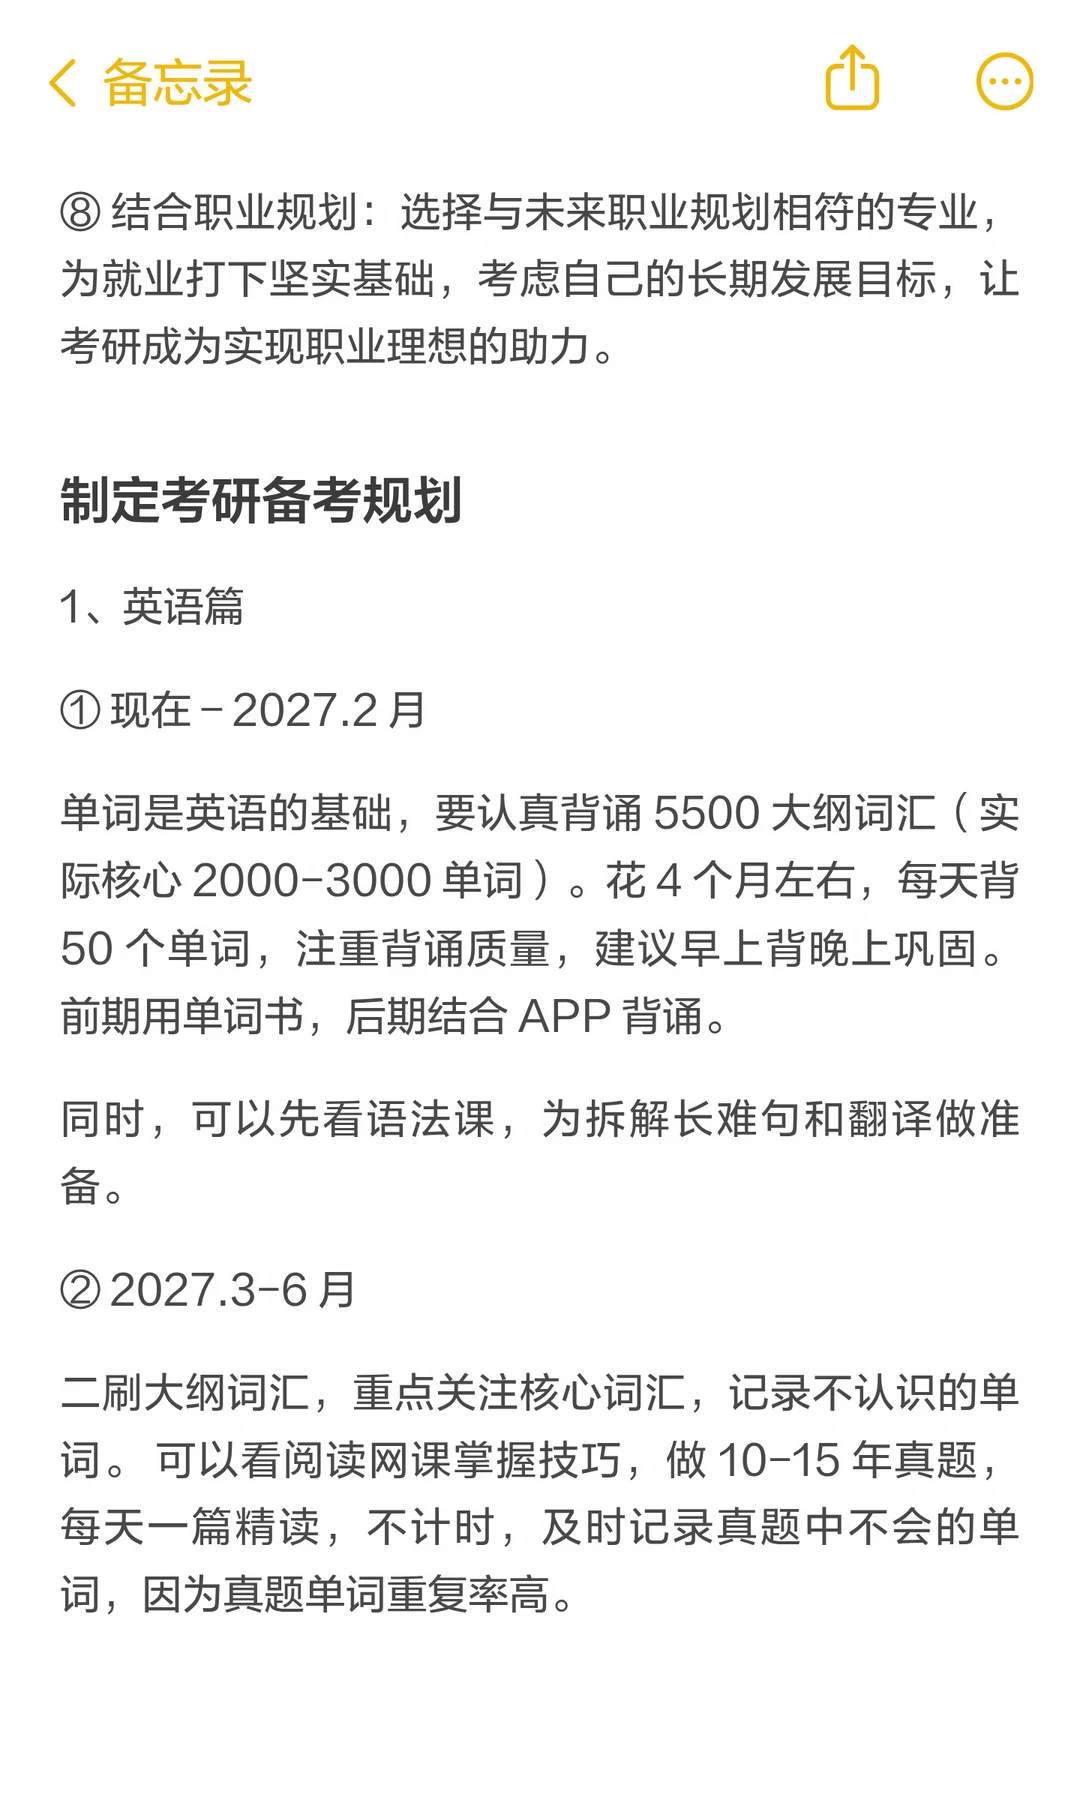 备忘录
⑧ 结合职业规划：选择与未来职业规划相符的专业，
为就业打下坚实基础，考虑自己的长期发展目标，让
考研成为实现职业理想的助力。
制定考研备考规划
1、英语篇
① 现在 – 2027.2 月
单词是英语的基础，要认真背诵 5500 大纲词汇（实
际核心 2000–3000 单词）。花 4 个月左右，每天背
50 个单词，注重背诵质量，建议早上背晚上巩固。
前期用单词书，后期结合 APP 背诵。
同时，可以先看语法课，为拆解长难句和翻译做准
备。
② 2027.3–6 月
二刷大纲词汇，重点关注核心词汇，记录不认识的单
词。 可以看阅读网课掌握技巧，做 10–15 年真题，
每天一篇精读，不计时，及时记录真题中不会的单
词，因为真题单词重复率高。